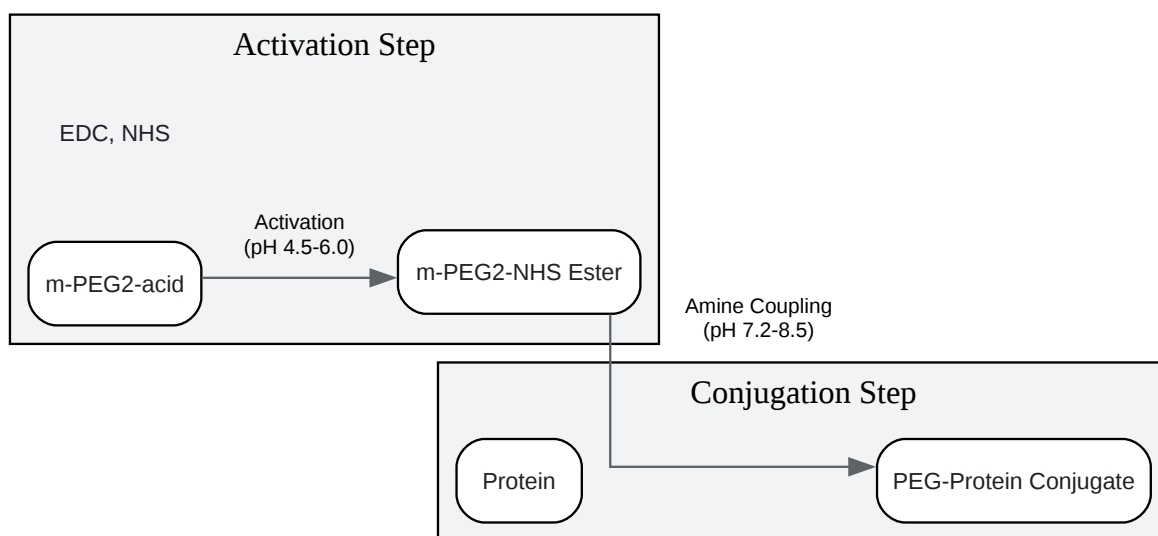 Activation Step
EDC, NHS
Activation
(pH 4.5-6.0)
m-PEG2-acid
m-PEG2-NHS Ester
Amine Coupling
(pH 7.2-8.5)
Conjugation Step
Protein
PEG-Protein Conjugate